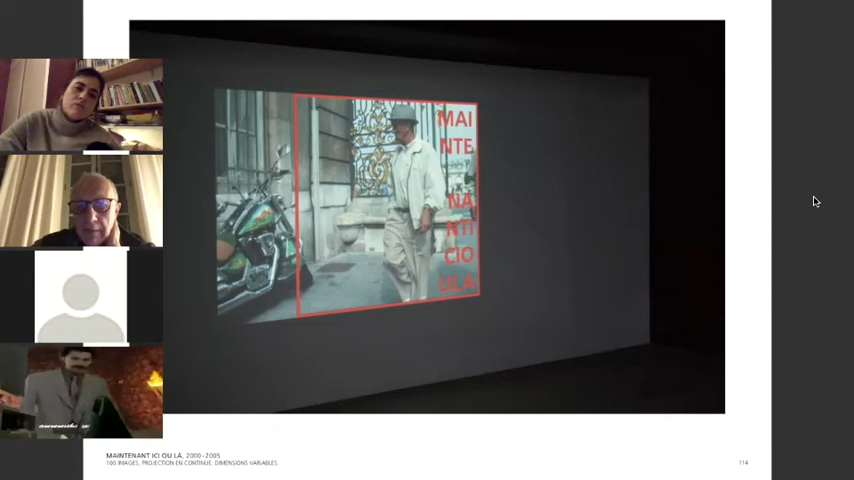 MAI
NTE
NA
NTI
CIO
ULA
MAINTENANT ICI OU LÀ, 2000-2005
100 IMAGES, PROJECTION EN CONTINUE, DIMENSIONS VARIABLES
114